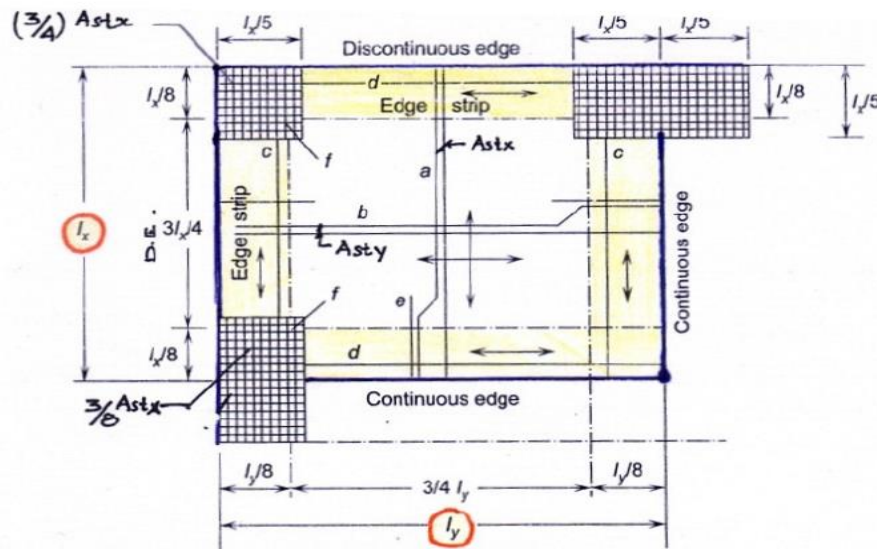 (3/4) Astx
lx/5
lx/5
lx/5
Discontinuous edge
lx/8
d
Edge strip
lx/8
lx/5
f
c
Astx
c
a
lx
D.E.
3lx/4
Edge strip
b
Asty
Continuous edge
e
f
lx/8
d
3/8 Astx
Continuous edge
ly/8
3/4 ly
ly/8
ly